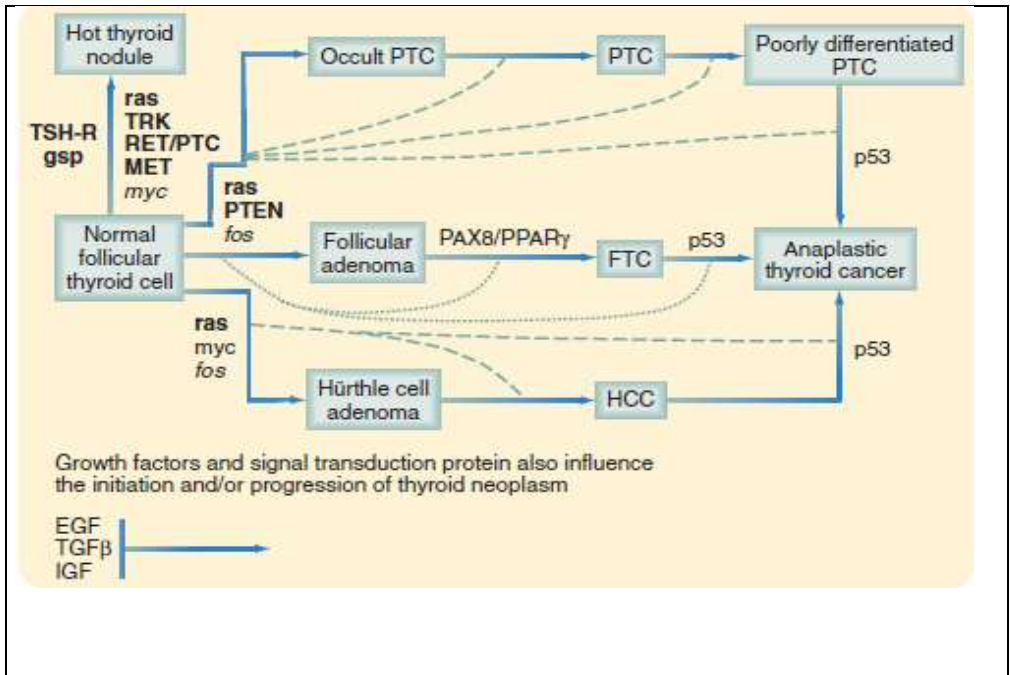 Hot thyroid
nodule
Occult PTC
PTC
Poorly differentiated
PTC
TSH-R
gsp
ras
TRK
RET/PTC
MET
myc
p53
ras
PTEN
fos
Normal
follicular
thyroid cell
Follicular
adenoma
PAX8/PPARγ
FTC
p53
Anaplastic
thyroid cancer
ras
myc
fos
p53
Hürthle cell
adenoma
HCC
Growth factors and signal transduction protein also influence
the initiation and/or progression of thyroid neoplasm
EGF
TGFβ
IGF